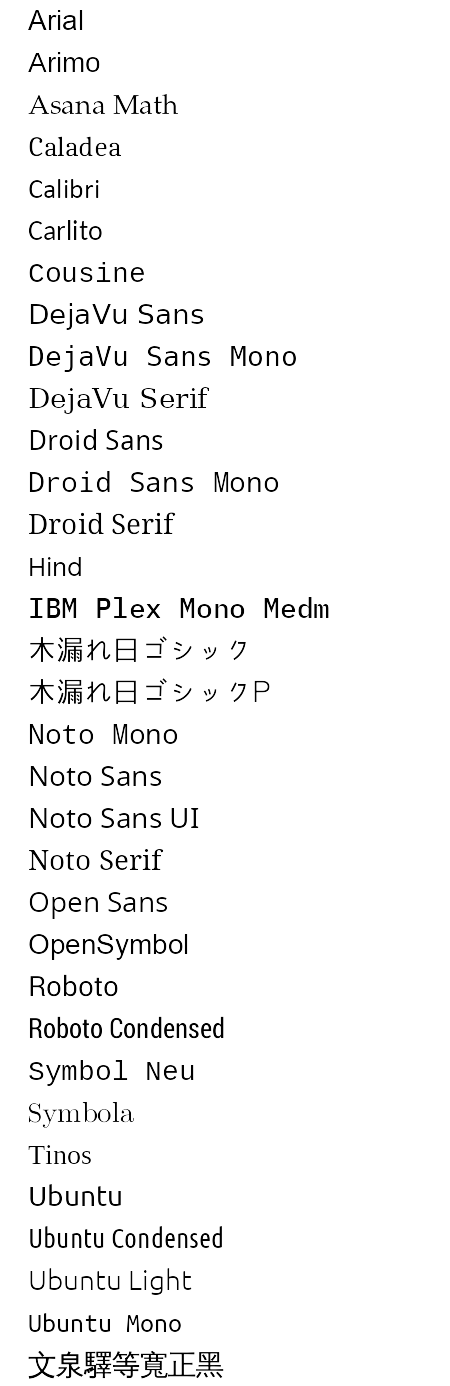 Arial
Arimo
Asana Math
Caladea
Calibri
Carlito
Cousine
DejaVu Sans
DejaVu Sans Mono
DejaVu Serif
Droid Sans
Droid Sans Mono
Droid Serif
Hind
IBM Plex Mono Medm
木漏れ日ゴシック
木漏れ日ゴシックP
Noto Mono
Noto Sans
Noto Sans UI
Noto Serif
Open Sans
OpenSymbol
Roboto
Roboto Condensed
Symbol Neu
Symbola
Tinos
Ubuntu
Ubuntu Condensed
Ubuntu Light
Ubuntu Mono
文泉驛等寬正黑